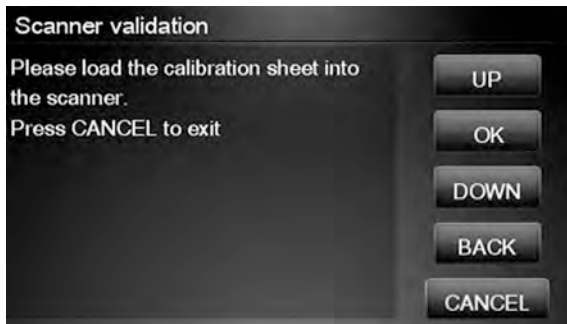 Scanner validation
Please load the calibration sheet into
the scanner.
Press CANCEL to exit
UP
OK
DOWN
BACK
CANCEL